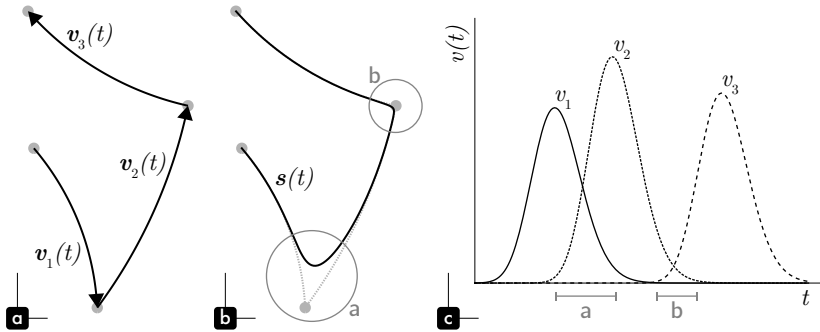 v₃(t)
v₂(t)
v₁(t)
a
b
s(t)
a
b
v(t)
v₁
v₂
v₃
t
a
b
c